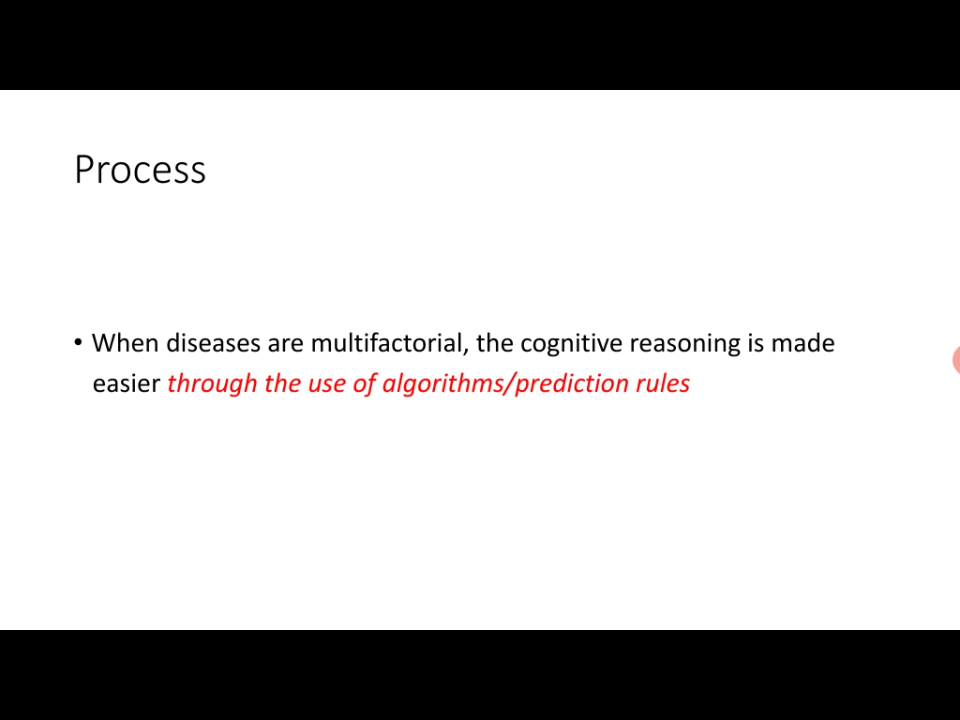 Process
• When diseases are multifactorial, the cognitive reasoning is made
easier through the use of algorithms/prediction rules